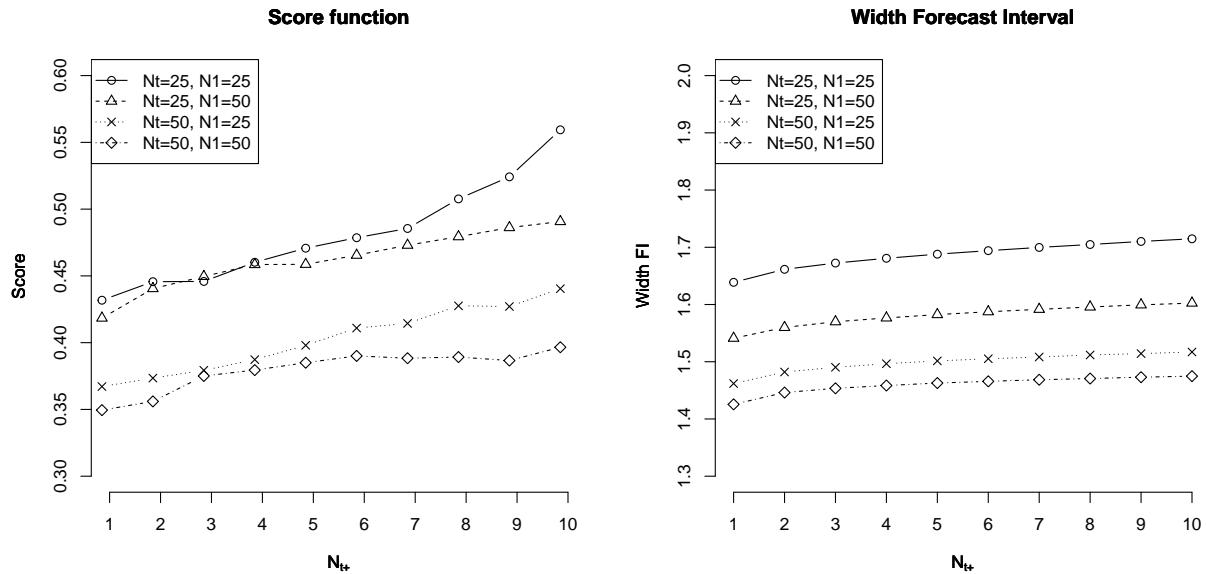 Score function
Nt=25, N1=25
Nt=25, N1=50
Nt=50, N1=25
Nt=50, N1=50
0.60
0.55
0.50
0.45
0.40
0.35
0.30
Score
1 2 3 4 5 6 7 8 9 10
Nt+
Width Forecast Interval
Nt=25, N1=25
Nt=25, N1=50
Nt=50, N1=25
Nt=50, N1=50
2.0
1.9
1.8
1.7
1.6
1.5
1.4
1.3
Width FI
1 2 3 4 5 6 7 8 9 10
Nt+